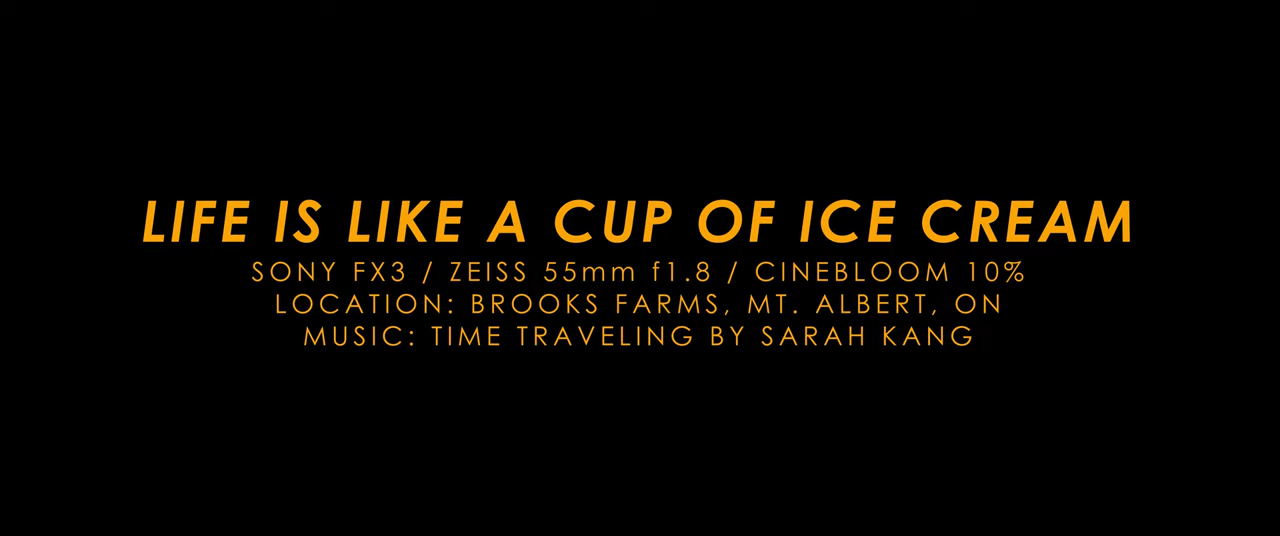 LIFE IS LIKE A CUP OF ICE CREAM
SONY FX3 / ZEISS 55mm f1.8 / CINEBLOOM 10%
LOCATION: BROOKS FARMS, MT. ALBERT, ON
MUSIC: TIME TRAVELING BY SARAH KANG